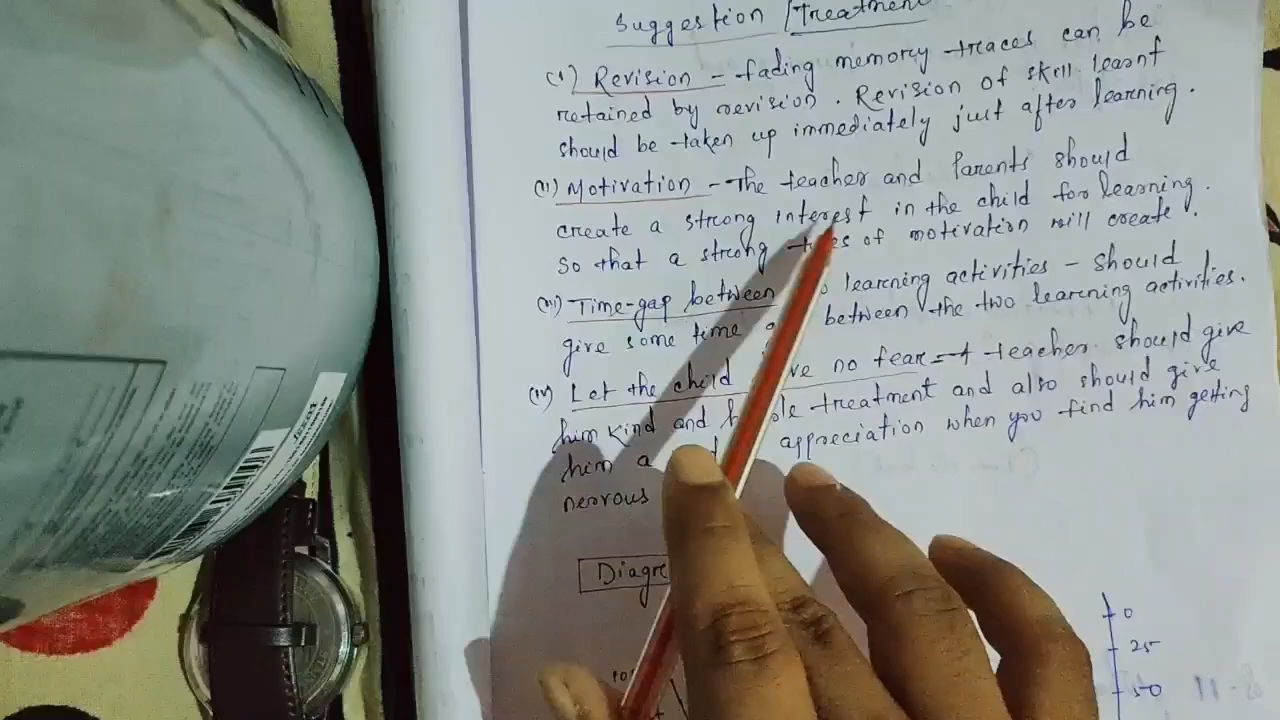 Suggestion / Treatment
(i) Revision - fading memory traces can be
retained by revision. Revision of skill learnt
should be taken up immediately just after learning.
(ii) Motivation - The teacher and Parents should
create a strong interest in the child for learning.
so that a strong of motivation will create.
(iii) Time-gap between learning activities - should
give some time between the two learning activities.
(iv) Let the child no fear - A teacher should give
him kind and treatment and also should give
him a appreciation when you find him getting
nervous
0
25
50